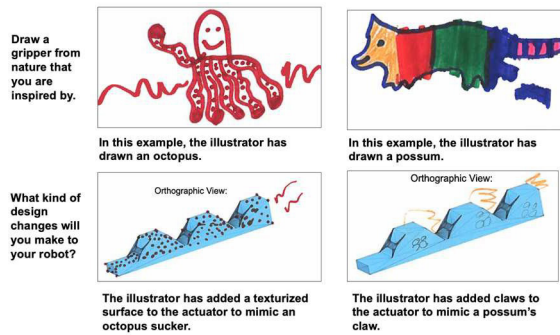 Draw a
gripper from
nature that
you are
inspired by.
In this example, the illustrator has
drawn an octopus.
In this example, the illustrator has
drawn a possum.
What kind of
design
changes will
you make to
your robot?
Orthographic View:
The illustrator has added a texturized
surface to the actuator to mimic an
octopus sucker.
Orthographic View:
The illustrator has added claws to
the actuator to mimic a possum's
claw.